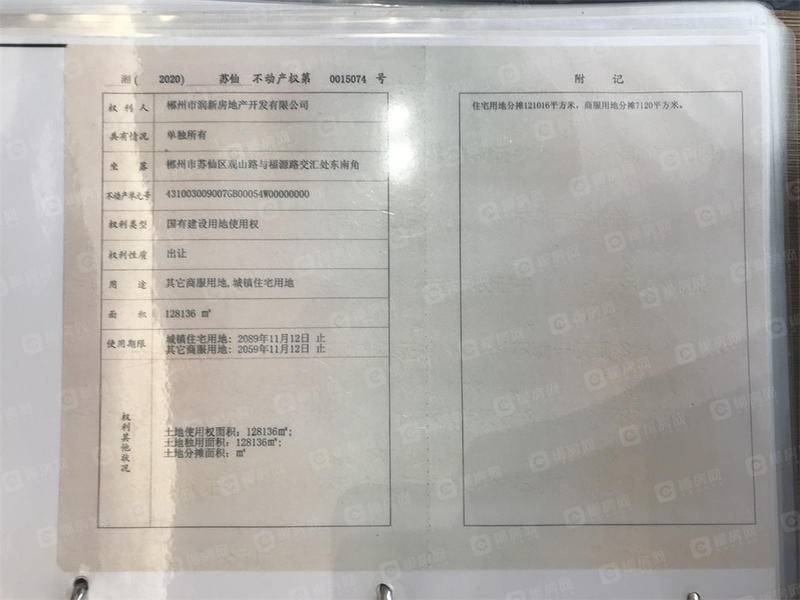 湘( 2020) 苏仙 不动产权第 0015074 号
权利人 郴州市润新房地产开发有限公司
共有情况 单独所有
坐落 郴州市苏仙区观山路与福源路交汇处东南角
不动产单元号 431003009007GB00054W00000000
权利类型 国有建设用地使用权
权利性质 出让
用途 其它商服用地,城镇住宅用地
面积 128136 ㎡
使用期限 城镇住宅用地: 2089年11月12日 止
其它商服用地: 2059年11月12日 止
权利其他状况
土地使用权面积: 128136㎡;
土地独用面积: 128136㎡;
土地分摊面积: ㎡
附 记
住宅用地分摊121016平方米, 商服用地分摊7120平方米。
郴房网